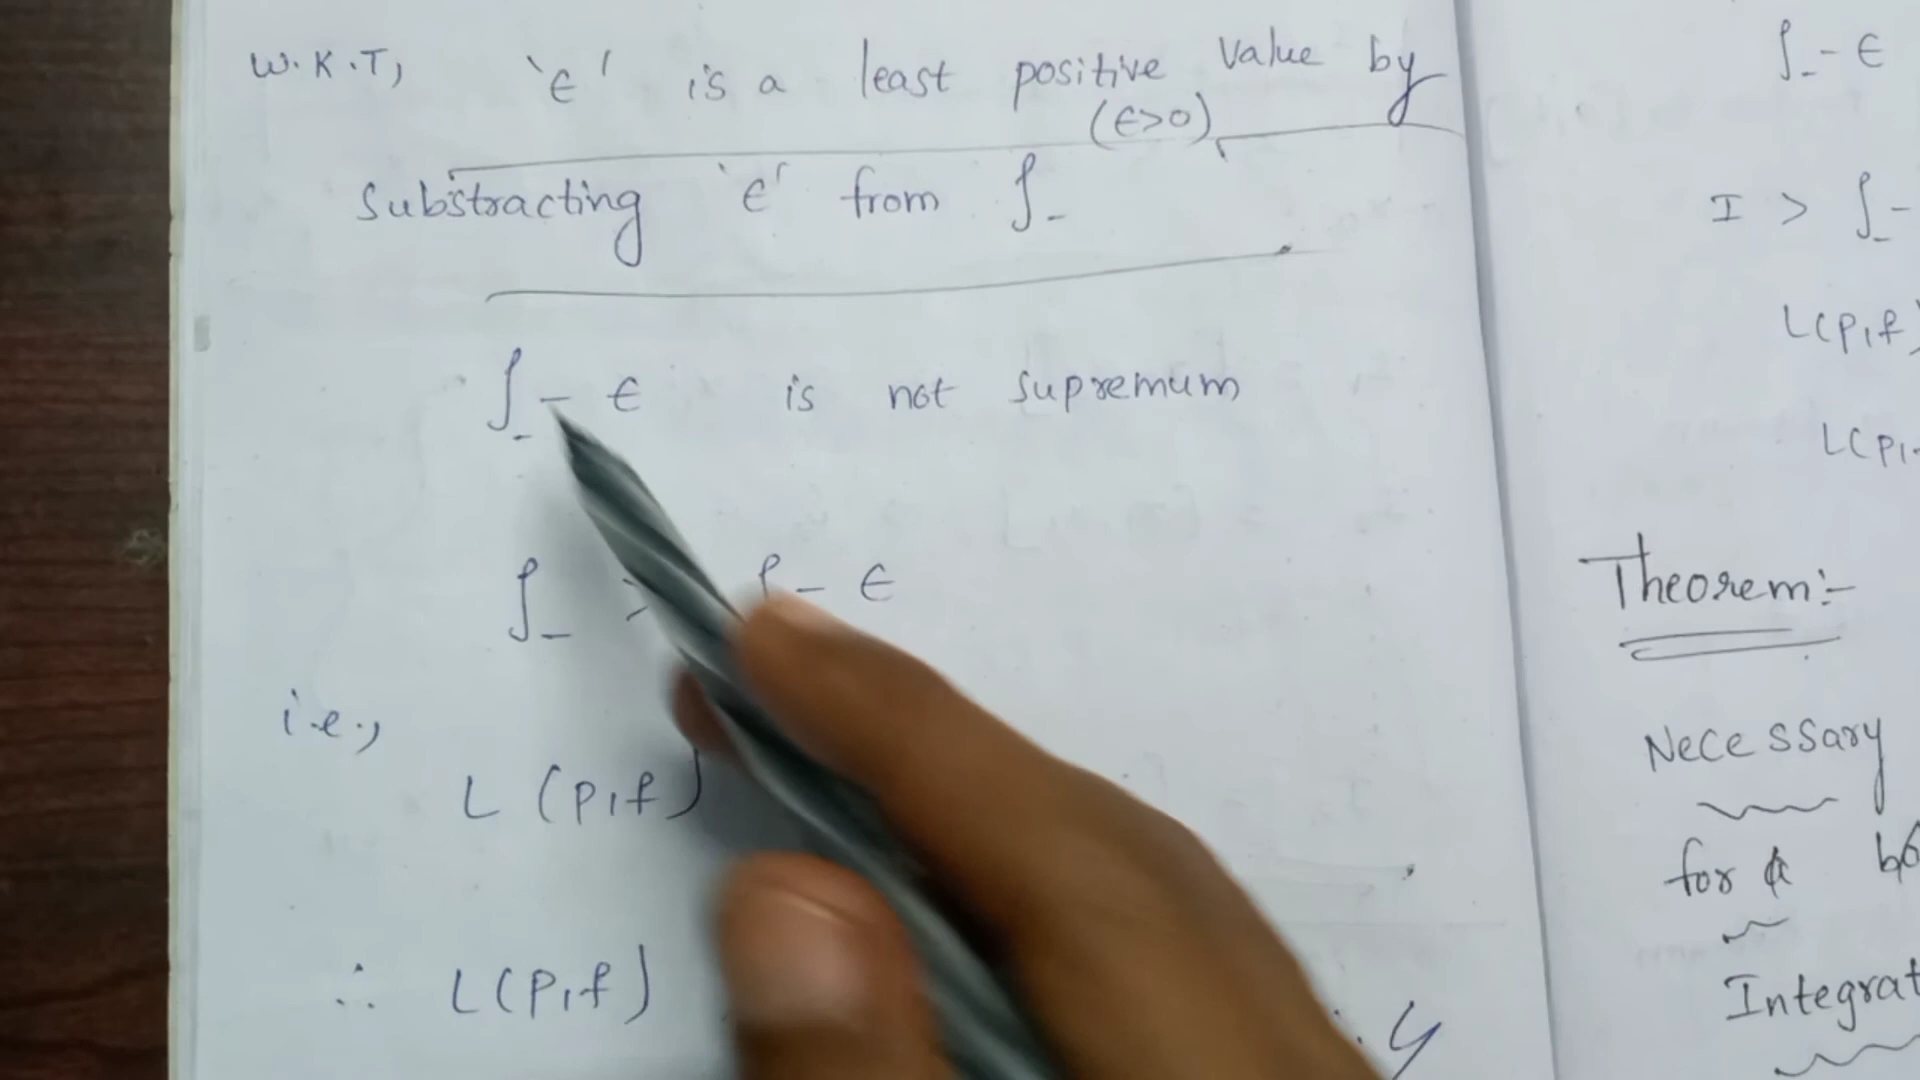 W.K.T, 'ϵ' is a least positive value by
(ϵ>0)
Substracting 'ϵ' from ∫_
∫_ - ϵ is not supremum
∫_ > ∫ - ϵ
i.e.,
L(P,f)
∴ L(P,f)
∫_ - ϵ
I > ∫_ -
L(P,f)
L(P,
Theorem:-
Necessary
for a
Integrat